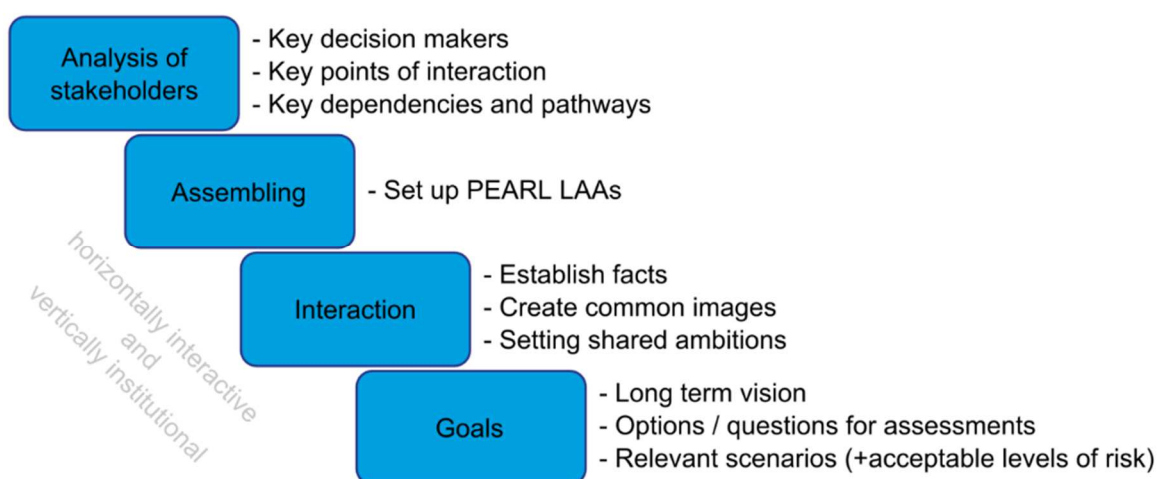 Analysis of
stakeholders
- Key decision makers
- Key points of interaction
- Key dependencies and pathways
Assembling
- Set up PEARL LAAs
Interaction
- Establish facts
- Create common images
- Setting shared ambitions
Goals
- Long term vision
- Options / questions for assessments
- Relevant scenarios (+acceptable levels of risk)
horizontally interactive
and
vertically institutional